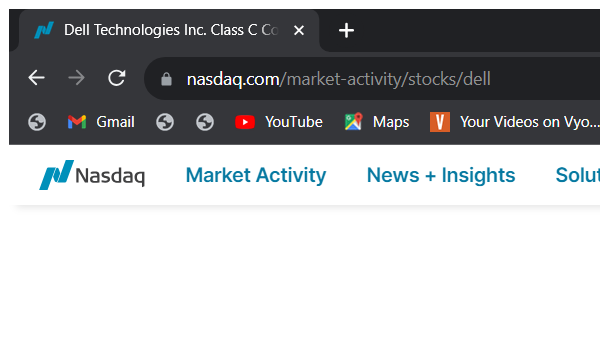 Dell Technologies Inc. Class C Co
nasdaq.com/market-activity/stocks/dell
Gmail YouTube Maps V Your Videos on Vyo...
Nasdaq Market Activity News + Insights Solut